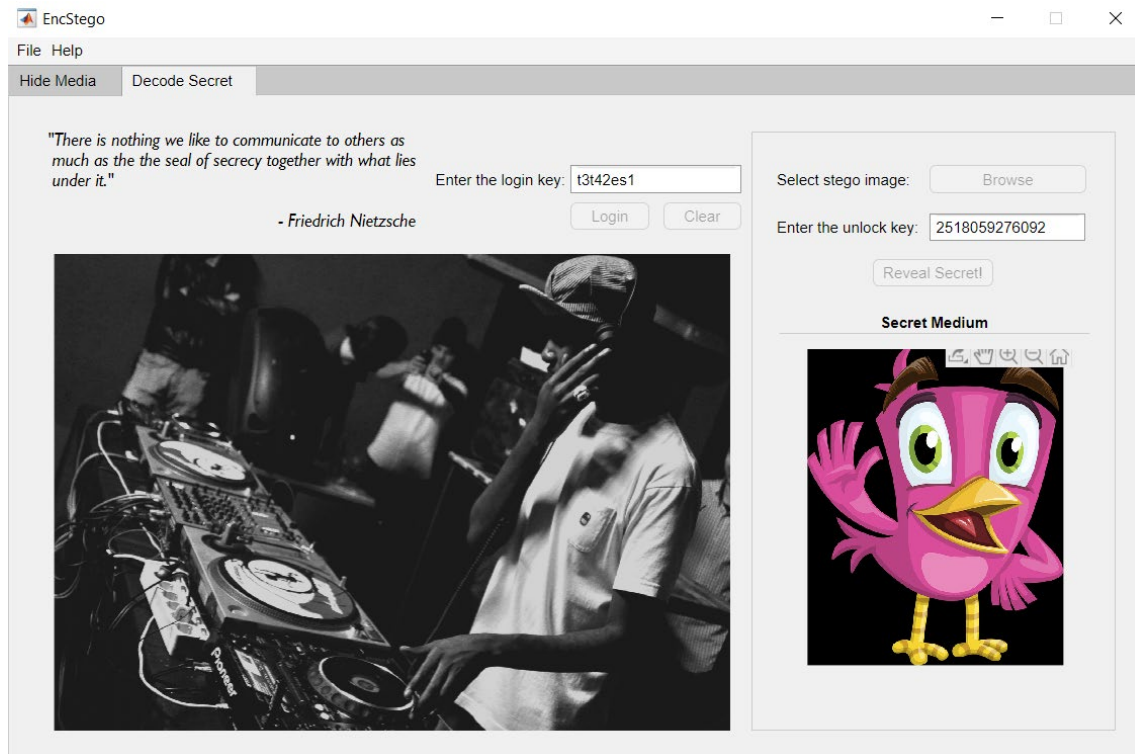 EncStego
File Help
Hide Media Decode Secret
"There is nothing we like to communicate to others as
much as the the seal of secrecy together with what lies
under it."
- Friedrich Nietzsche
Enter the login key: t3t42es1
Login Clear
Select stego image: Browse
Enter the unlock key: 2518059276092
Reveal Secret!
Secret Medium
Pioneer